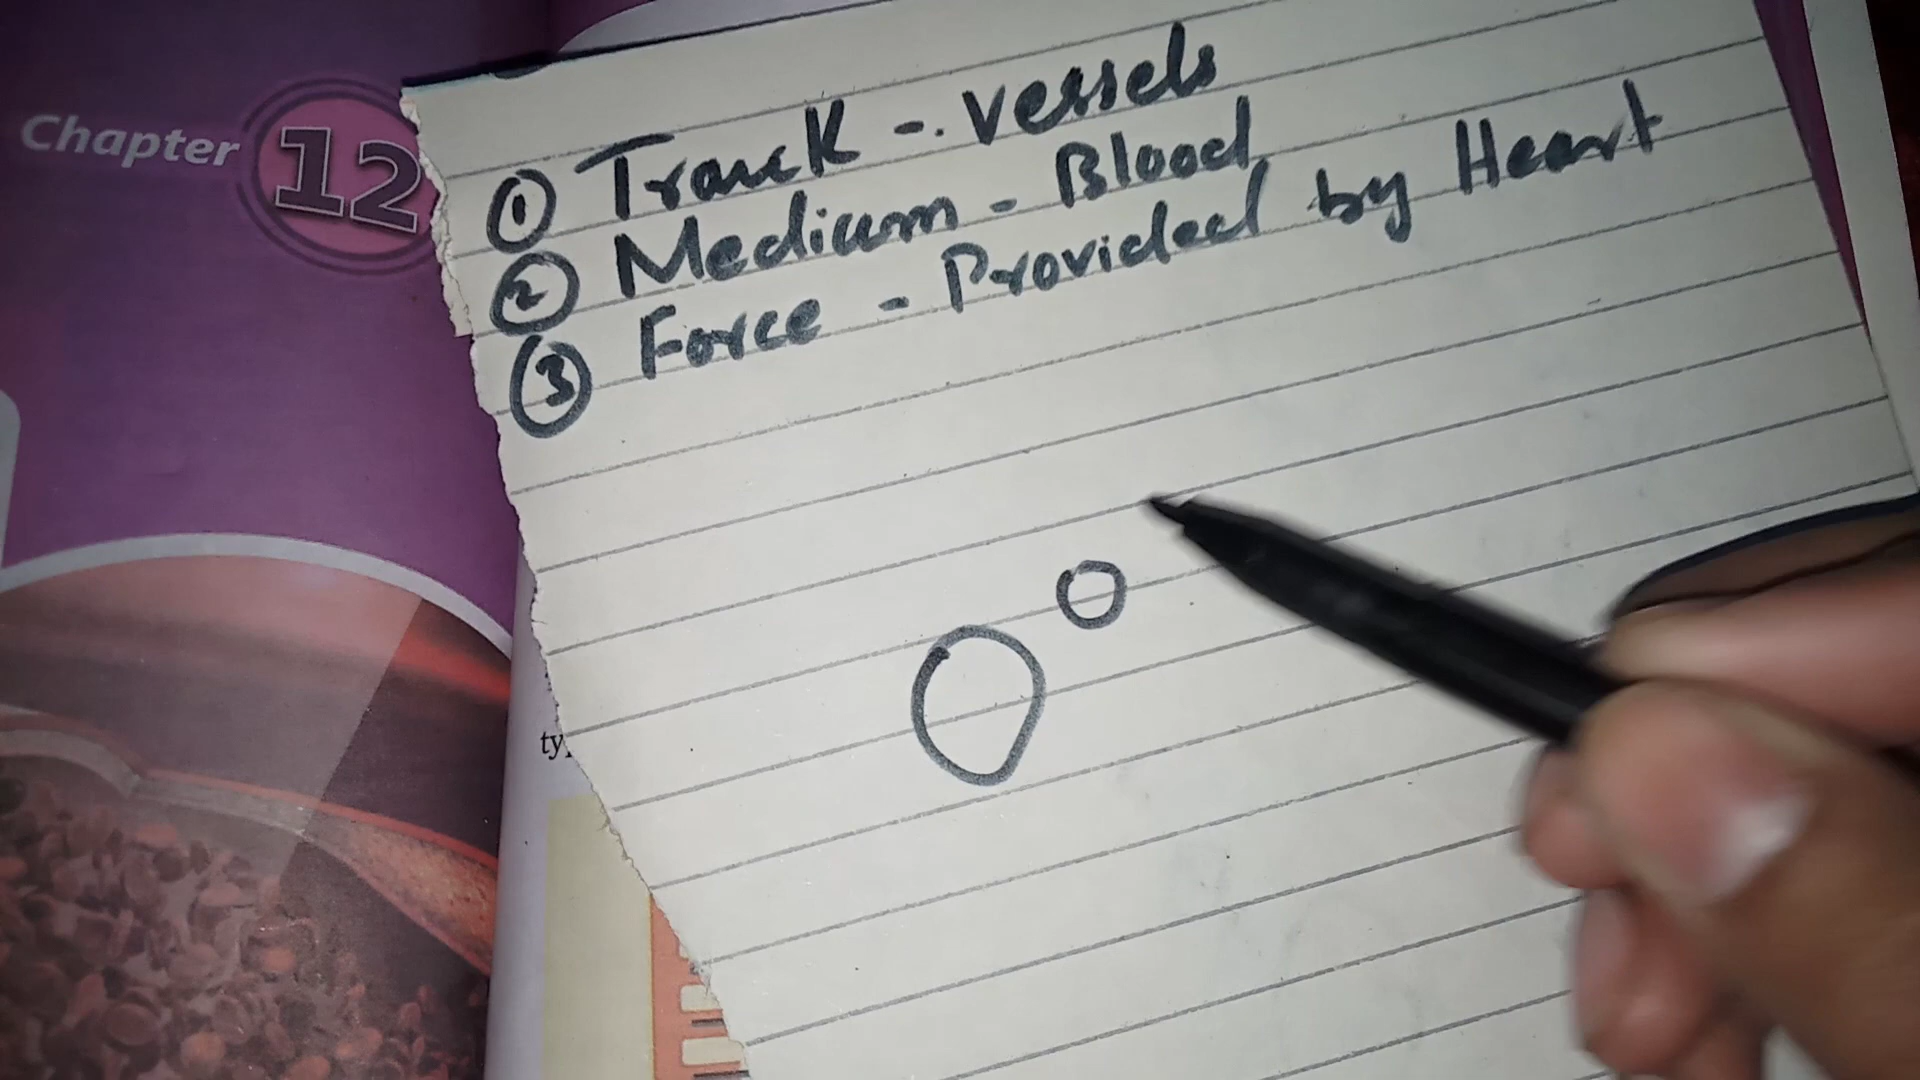 Chapter 12
① Track - Vessels
② Medium - Blood
③ Force - Provided by Heart